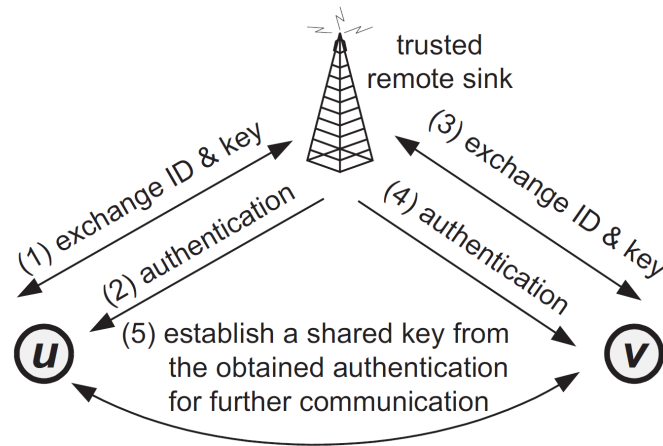 trusted
remote sink
(1) exchange ID & key
(2) authentication
(3) exchange ID & key
(4) authentication
u
(5) establish a shared key from
the obtained authentication
for further communication
v